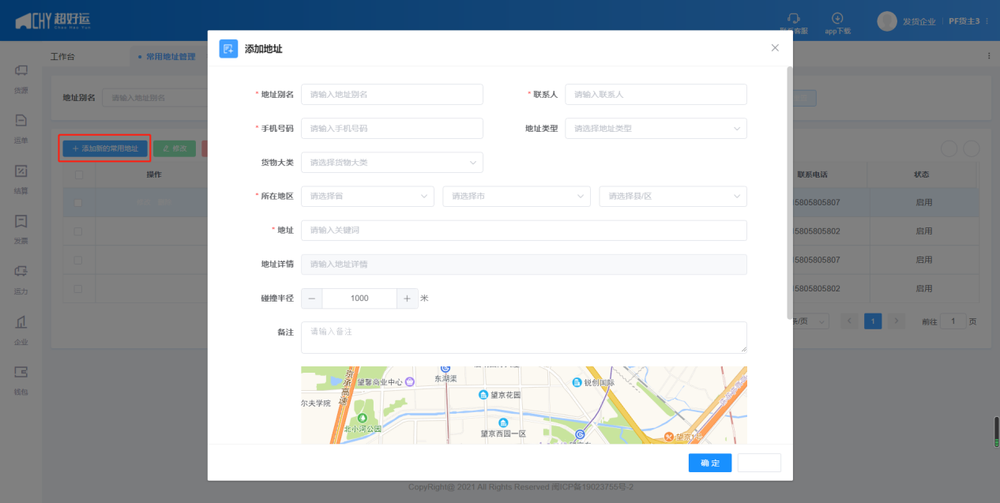 CHY 超好运
Chao Hao Yun
app下载
发货企业
PF货主3
工作台
常用地址管理
货源
运单
结算
发票
运力
企业
钱包
地址别名
请输入地址别名
+ 添加新的常用地址
修改
操作
联系电话
状态
15805805807
启用
5805805802
启用
5805805807
启用
5805805802
启用
条/页
1
前往 1 页
添加地址
* 地址别名 请输入地址别名
* 联系人 请输入联系人
* 手机号码 请输入手机号码
地址类型 请选择地址类型
货物大类 请选择货物大类
* 所在地区 请选择省 请选择市 请选择县/区
* 地址 请输入关键词
地址详情 请输入地址详情
碰撞半径 − 1000 + 米
备注 请输入备注
京承高速
望馨商业中心
东湖渠
锐创国际
望京花园
尔夫学院
北小河公园
望京西园一区
望京1号
确 定
CopyRight@ 2021 All Rights Reserved 闽ICP备19023755号-2